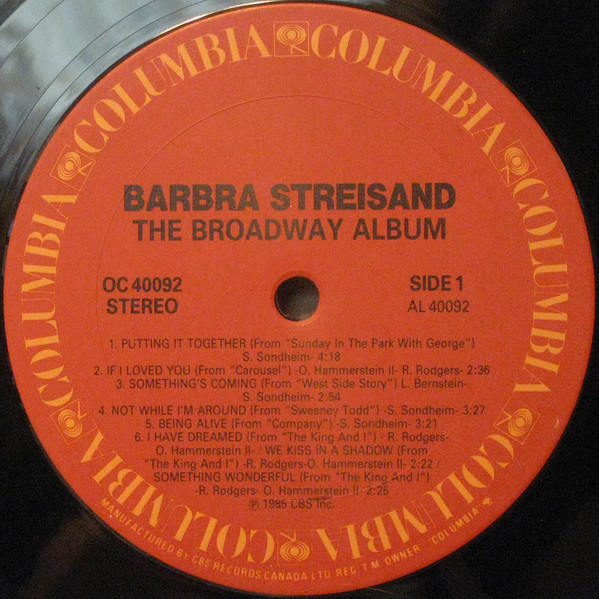 COLUMBIA COLUMBIA COLUMBIA COLUMBIA COLUMBIA COLUMBIA
BARBRA STREISAND
THE BROADWAY ALBUM
OC 40092 SIDE 1
STEREO AL 40092
1. PUTTING IT TOGETHER (From "Sunday In The Park With George")
S. Sondheim- 4:18
2. IF I LOVED YOU (From "Carousel") -O. Hammerstein II- R. Rodgers- 2:36
3. SOMETHING'S COMING (From "West Side Story") L. Bernstein-
S. Sondheim- 2:54
4. NOT WHILE I'M AROUND (From "Sweeney Todd") -S. Sondheim- 3:27
5. BEING ALIVE (From "Company") -S. Sondheim- 3:21
6. I HAVE DREAMED (From "The King And I") - R. Rodgers-
O. Hammerstein II- / WE KISS IN A SHADOW (From
"The King And I") -R. Rodgers-O. Hammerstein II- 2:22 /
SOMETHING WONDERFUL (From "The King And I")
-R. Rodgers- O. Hammerstein II- 2:25
℗ 1985 CBS Inc.
MANUFACTURED BY CBS RECORDS CANADA LTD. REG. T.M. OWNER "COLUMBIA"